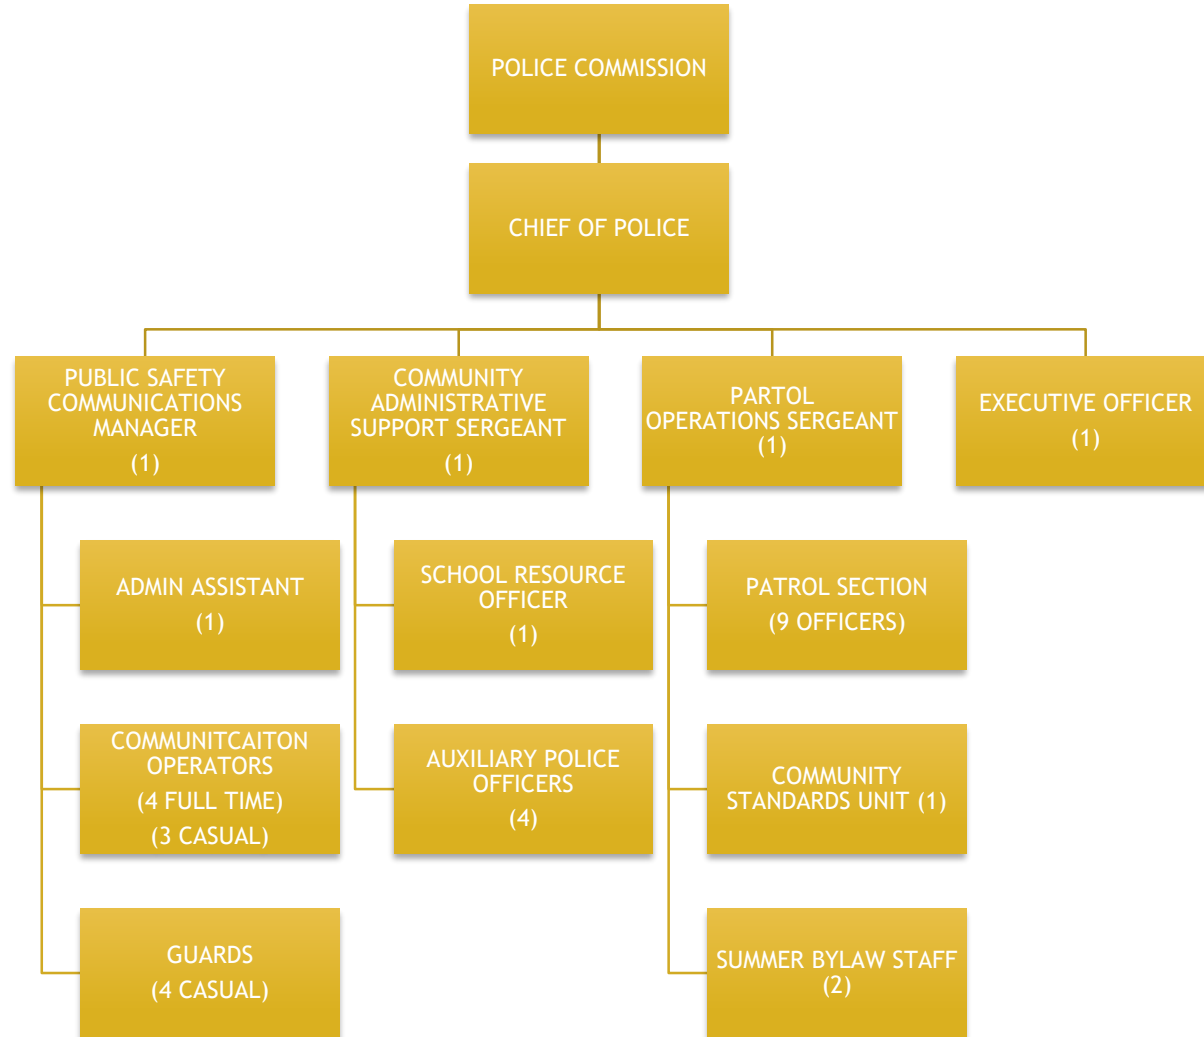 POLICE COMMISSION
CHIEF OF POLICE
PUBLIC SAFETY
COMMUNICATIONS
MANAGER
(1)
COMMUNITY
ADMINISTRATIVE
SUPPORT SERGEANT
(1)
PARTOL
OPERATIONS SERGEANT
(1)
EXECUTIVE OFFICER
(1)
ADMIN ASSISTANT
(1)
SCHOOL RESOURCE
OFFICER
(1)
PATROL SECTION
(9 OFFICERS)
COMMUNITCAITON
OPERATORS
(4 FULL TIME)
(3 CASUAL)
AUXILIARY POLICE
OFFICERS
(4)
COMMUNITY
STANDARDS UNIT (1)
GUARDS
(4 CASUAL)
SUMMER BYLAW STAFF
(2)